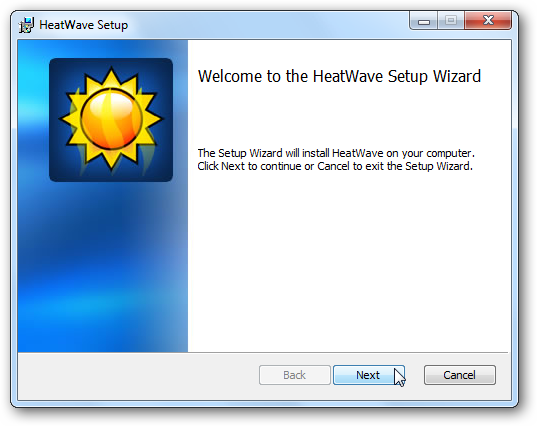 HeatWave Setup
Welcome to the HeatWave Setup Wizard
The Setup Wizard will install HeatWave on your computer.
Click Next to continue or Cancel to exit the Setup Wizard.
Back
Next
Cancel